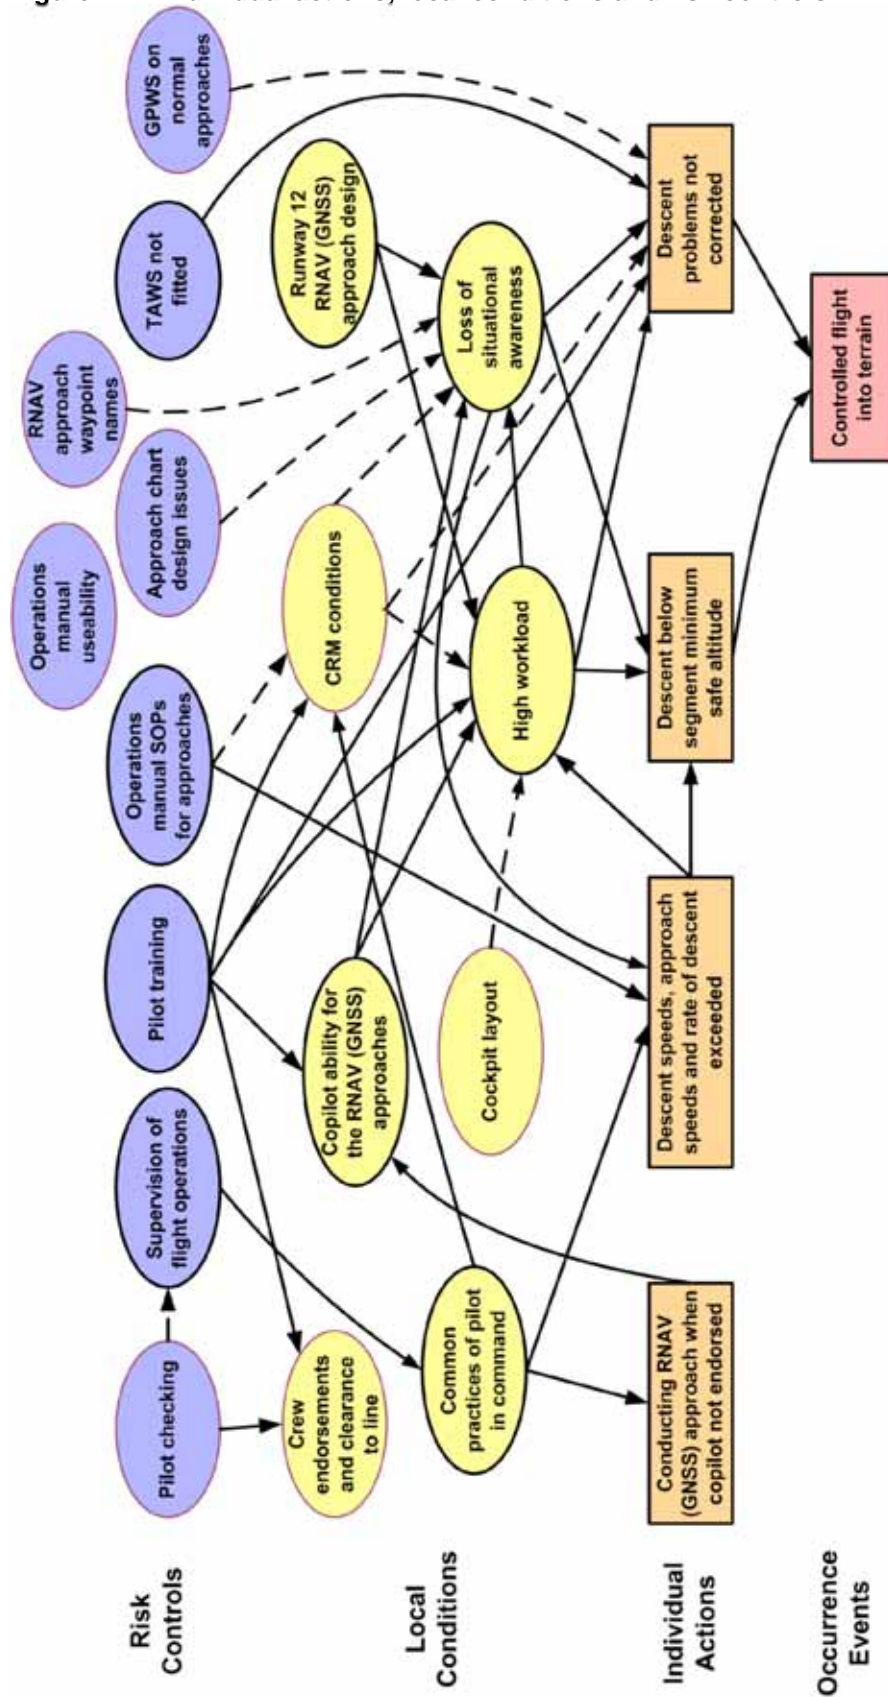 Risk
Controls
Pilot checking
Supervision of
flight operations
Pilot training
Operations
manual SOPs
for approaches
Operations
manual
useability
Approach chart
design issues
RNAV
approach
waypoint
names
TAWS not
fitted
GPWS on
normal
approaches
Local
Conditions
Crew
endorsements
and clearance
to line
Common
practices of pilot
in command
Copilot ability for
the RNAV (GNSS)
approaches
Cockpit layout
CRM conditions
High workload
Loss of
situational
awareness
Runway 12
RNAV (GNSS)
approach design
Individual
Actions
Conducting RNAV
(GNSS) approach when
copilot not endorsed
Descent speeds, approach
speeds and rate of descent
exceeded
Descent below
segment minimum
safe altitude
Descent
problems not
corrected
Occurrence
Events
Controlled flight
into terrain